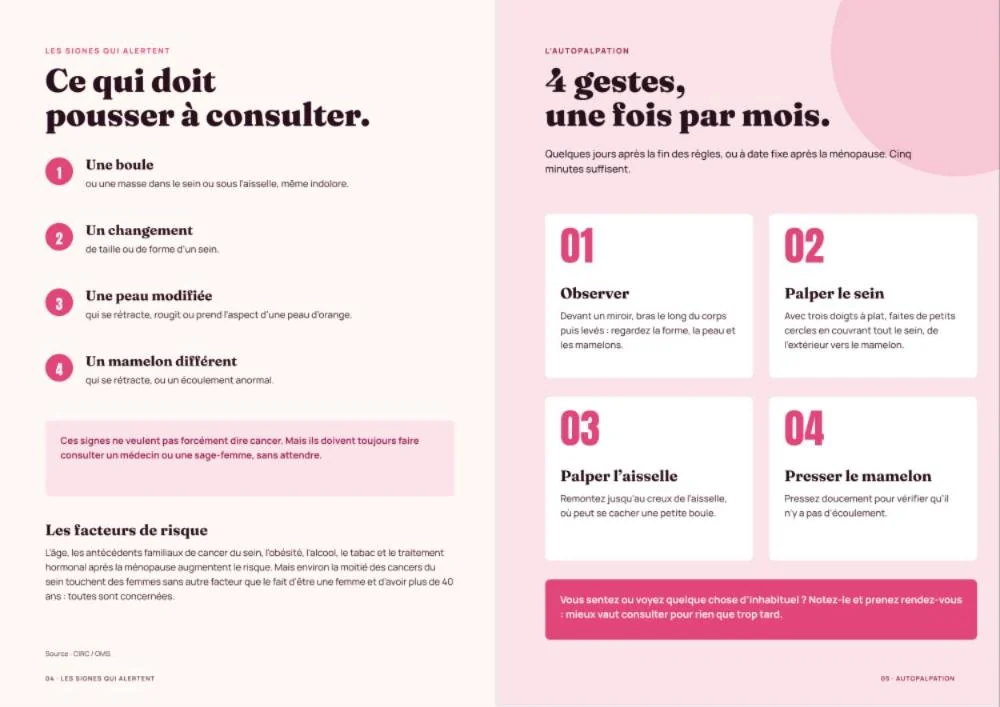 LES SIGNES QUI ALERTENT
Ce qui doit
pousser à consulter.
1
Une boule
ou une masse dans le sein ou sous l'aisselle, même indolore.
2
Un changement
de taille ou de forme d'un sein.
3
Une peau modifiée
qui se rétracte, rougit ou prend l'aspect d'une peau d'orange.
4
Un mamelon différent
qui se rétracte, ou un écoulement anormal.
Ces signes ne veulent pas forcément dire cancer. Mais ils doivent toujours faire
consulter un médecin ou une sage-femme, sans attendre.
Les facteurs de risque
L'âge, les antécédents familiaux de cancer du sein, l'obésité, l'alcool, le tabac et le traitement
hormonal après la ménopause augmentent le risque. Mais environ la moitié des cancers du
sein touchent des femmes sans autre facteur que le fait d'être une femme et d'avoir plus de 40
ans : toutes sont concernées.
Source : CIRC / OMS
04 · LES SIGNES QUI ALERTENT
L'AUTOPALPATION
4 gestes,
une fois par mois.
Quelques jours après la fin des règles, ou à date fixe après la ménopause. Cinq
minutes suffisent.
01
Observer
Devant un miroir, bras le long du corps
puis levés : regardez la forme, la peau et
les mamelons.
02
Palper le sein
Avec trois doigts à plat, faites de petits
cercles en couvrant tout le sein, de
l'extérieur vers le mamelon.
03
Palper l'aisselle
Remontez jusqu'au creux de l'aisselle,
où peut se cacher une petite boule.
04
Presser le mamelon
Pressez doucement pour vérifier qu'il
n'y a pas d'écoulement.
Vous sentez ou voyez quelque chose d'inhabituel ? Notez-le et prenez rendez-vous
: mieux vaut consulter pour rien que trop tard.
05 · AUTOPALPATION